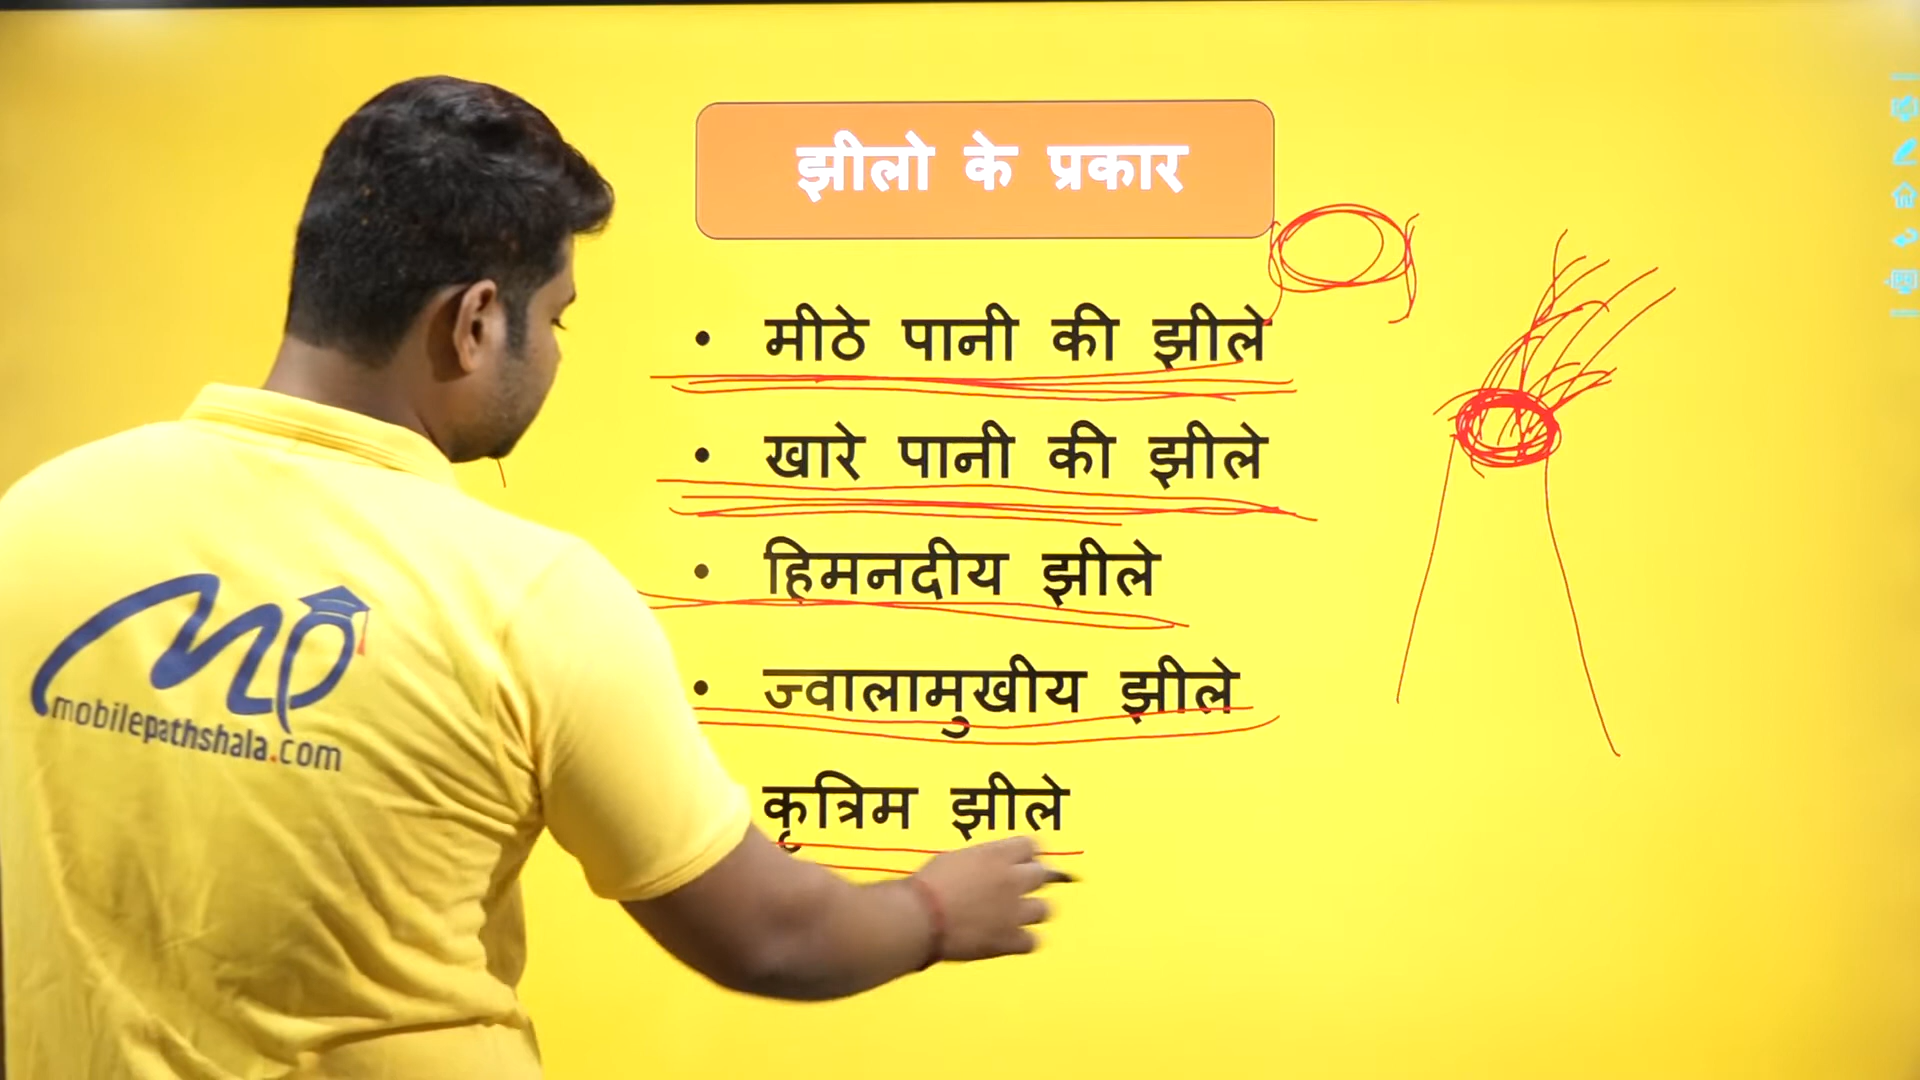 झीलो के प्रकार
• मीठे पानी की झीले
• खारे पानी की झीले
• हिमनदीय झीले
• ज्वालामुखीय झीले
कृत्रिम झीले
mobilepathshala.com